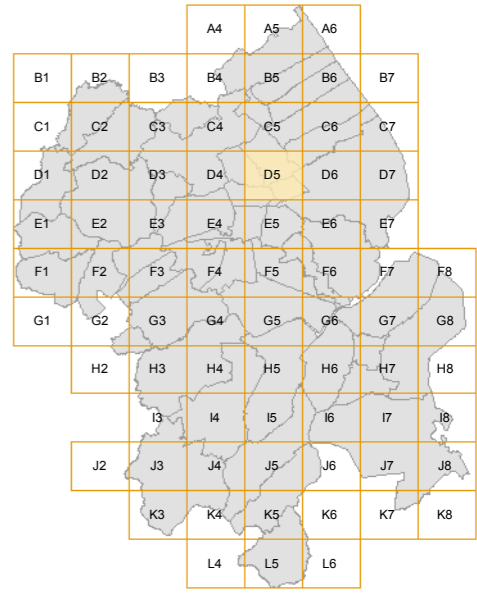 A4 A5 A6
B1 B2 B3 B4 B5 B6 B7
C1 C2 C3 C4 C5 C6 C7
D1 D2 D3 D4 D5 D6 D7
E1 E2 E3 E4 E5 E6 E7
F1 F2 F3 F4 F5 F6 F7 F8
G1 G2 G3 G4 G5 G6 G7 G8
H2 H3 H4 H5 H6 H7 H8
I3 I4 I5 I6 I7 I8
J2 J3 J4 J5 J6 J7 J8
K3 K4 K5 K6 K7 K8
L4 L5 L6